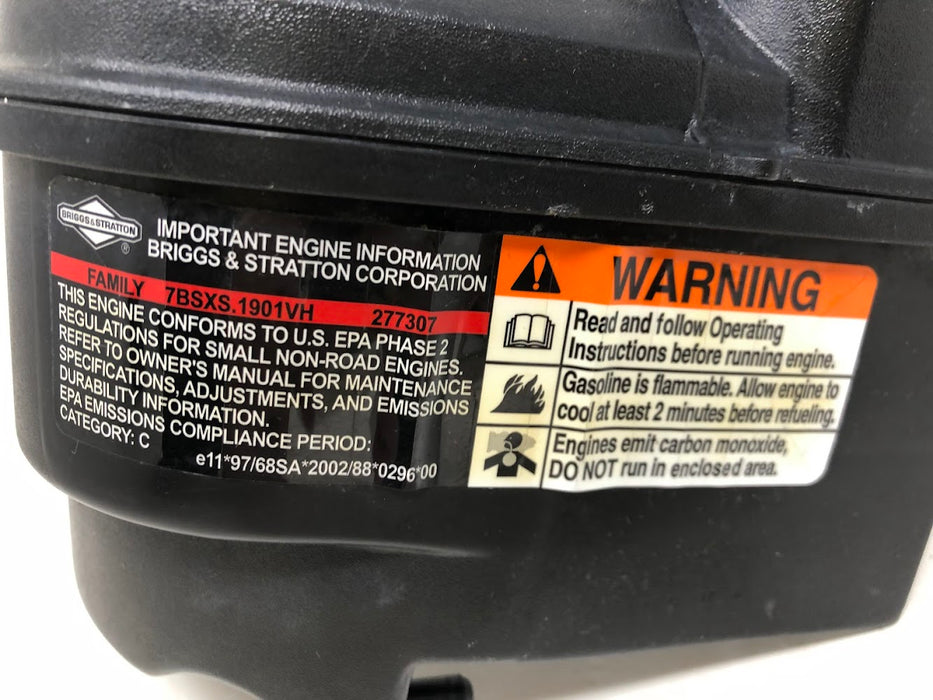 BRIGGS & STRATTON
®
IMPORTANT ENGINE INFORMATION
BRIGGS & STRATTON CORPORATION
FAMILY 7BSXS.1901VH 277307
THIS ENGINE CONFORMS TO U.S. EPA PHASE 2
REGULATIONS FOR SMALL NON-ROAD ENGINES.
REFER TO OWNER'S MANUAL FOR MAINTENANCE
SPECIFICATIONS, ADJUSTMENTS, AND EMISSIONS
DURABILITY INFORMATION.
EPA EMISSIONS COMPLIANCE PERIOD:
CATEGORY: C
e11*97/68SA*2002/88*0296*00
WARNING
Read and follow Operating
Instructions before running engine.
Gasoline is flammable. Allow engine to
cool at least 2 minutes before refueling.
Engines emit carbon monoxide,
DO NOT run in enclosed area.